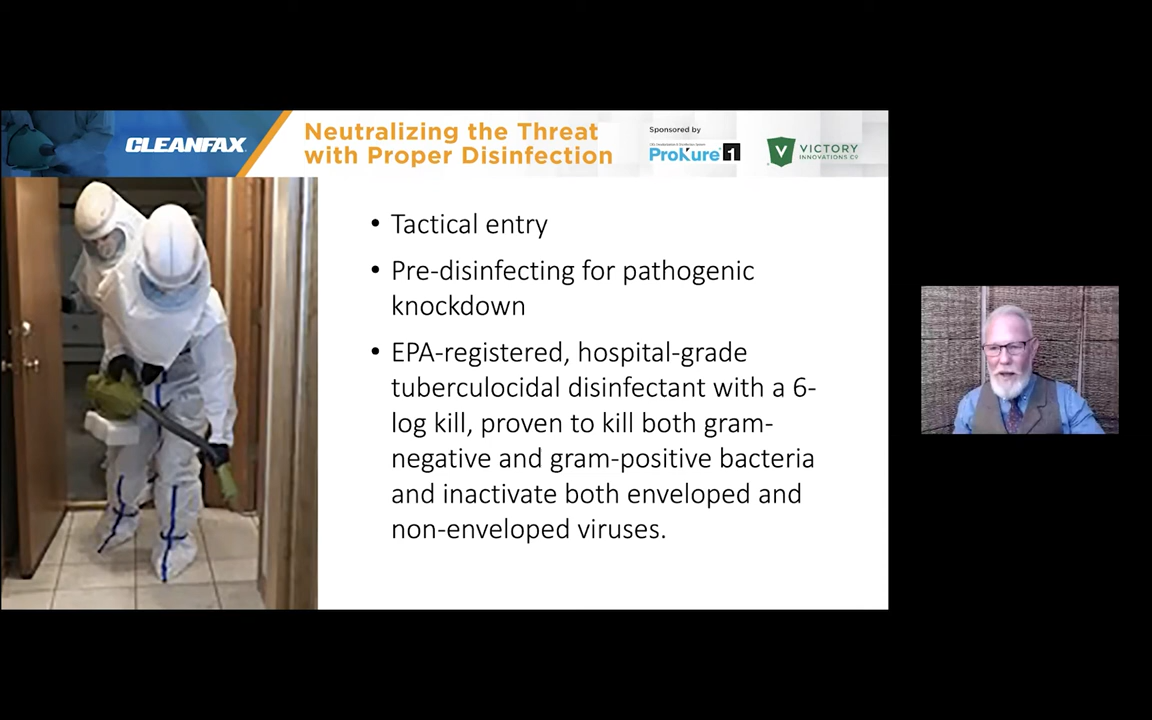 CLEANFAX
Neutralizing the Threat
with Proper Disinfection
Sponsored by
ProKure 1
V VICTORY
INNOVATIONS CO
• Tactical entry
• Pre-disinfecting for pathogenic
knockdown
• EPA-registered, hospital-grade
tuberculocidal disinfectant with a 6-
log kill, proven to kill both gram-
negative and gram-positive bacteria
and inactivate both enveloped and
non-enveloped viruses.